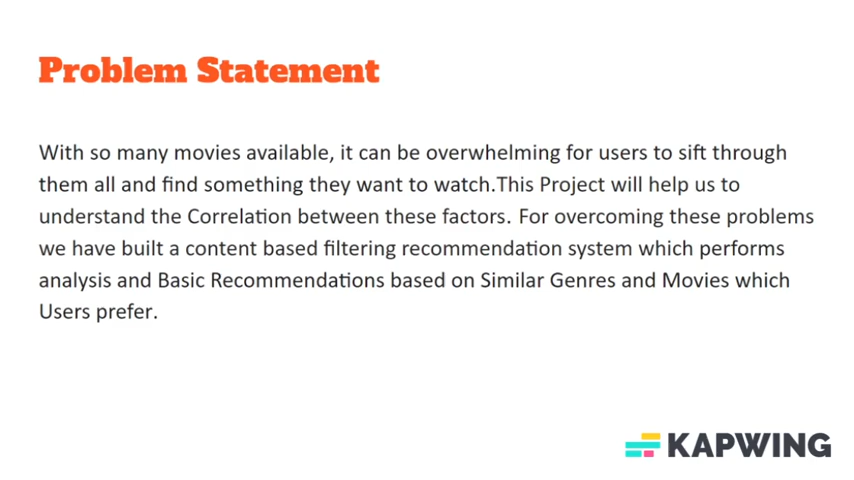 Problem Statement
With so many movies available, it can be overwhelming for users to sift through
them all and find something they want to watch.This Project will help us to
understand the Correlation between these factors. For overcoming these problems
we have built a content based filtering recommendation system which performs
analysis and Basic Recommendations based on Similar Genres and Movies which
Users prefer.
KAPWING